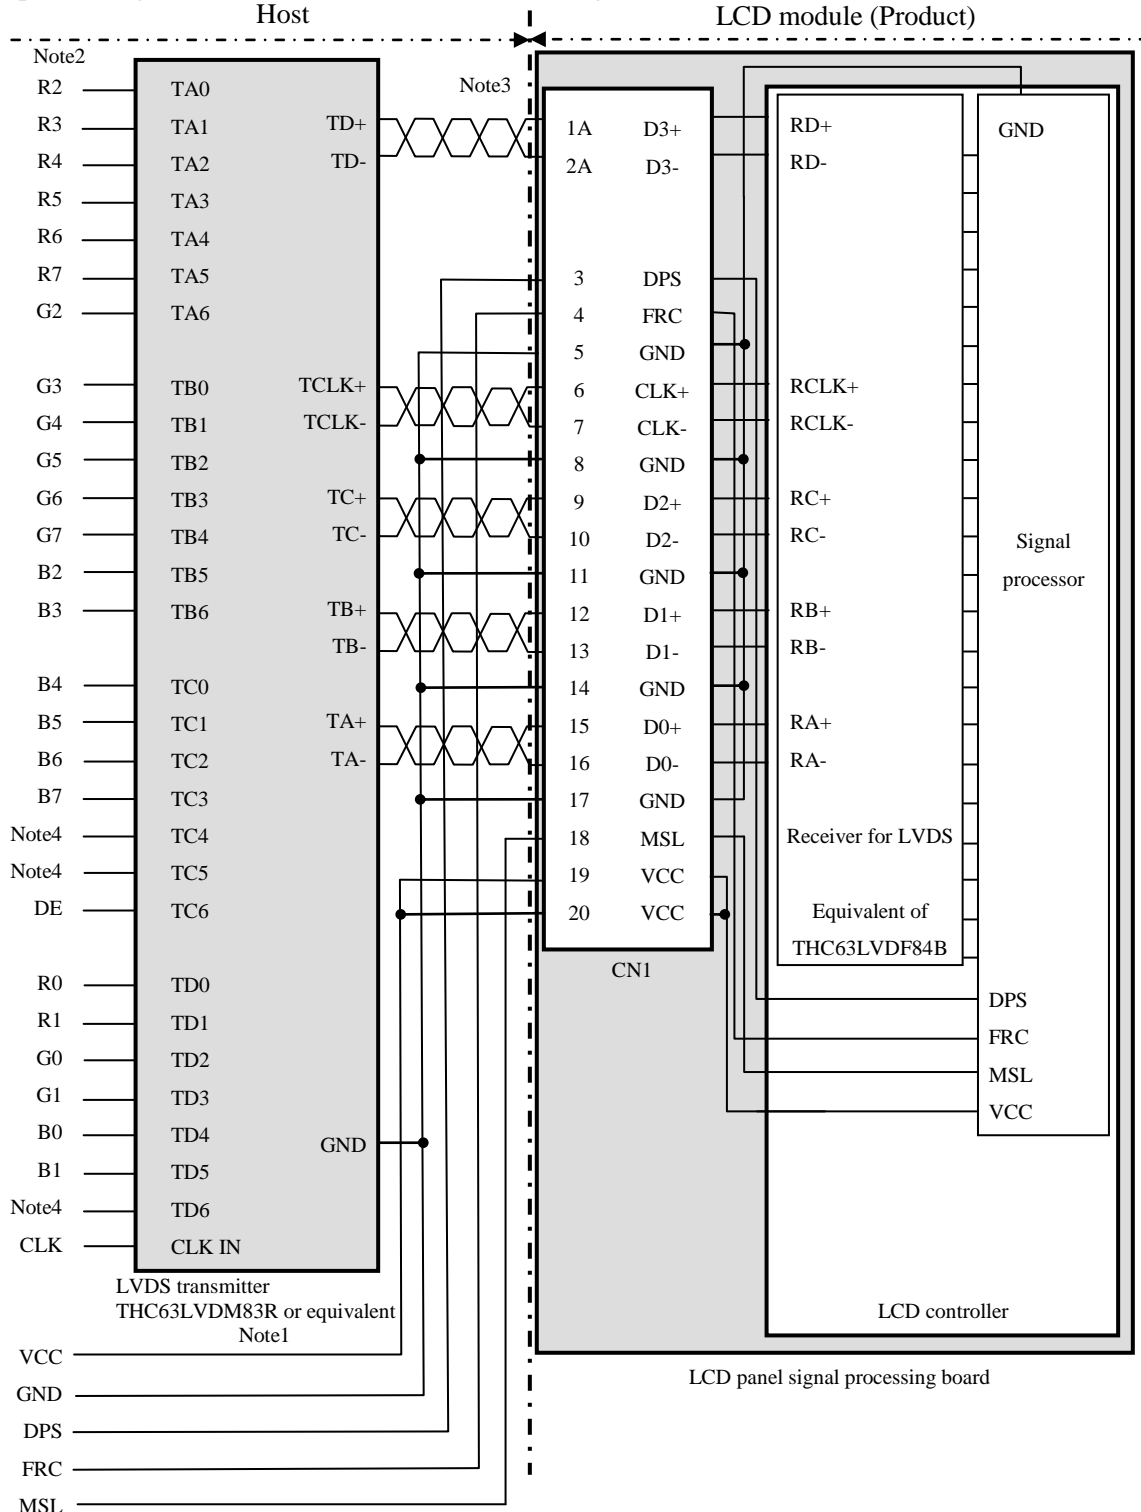 Host
LCD module (Product)
Note2
Note3
R2 TA0
R3 TA1 TD+ 1A D3+ RD+ GND
R4 TA2 TD- 2A D3- RD-
R5 TA3
R6 TA4
R7 TA5 3 DPS
G2 TA6 4 FRC
5 GND
G3 TB0 TCLK+ 6 CLK+ RCLK+
G4 TB1 TCLK- 7 CLK- RCLK-
G5 TB2 8 GND
G6 TB3 TC+ 9 D2+ RC+
G7 TB4 TC- 10 D2- RC- Signal
B2 TB5 11 GND processor
B3 TB6 TB+ 12 D1+ RB+
TB- 13 D1- RB-
B4 TC0 14 GND
B5 TC1 TA+ 15 D0+ RA+
B6 TC2 TA- 16 D0- RA-
B7 TC3 17 GND
Note4 TC4 18 MSL Receiver for LVDS
Note4 TC5 19 VCC
DE TC6 20 VCC Equivalent of
THC63LVDF84B
CN1
R0 TD0 DPS
R1 TD1 FRC
G0 TD2 MSL
G1 TD3 VCC
B0 TD4 GND
B1 TD5
Note4 TD6
CLK CLK IN
LVDS transmitter
THC63LVDM83R or equivalent
Note1
LCD controller
VCC
LCD panel signal processing board
GND
DPS
FRC
MSL